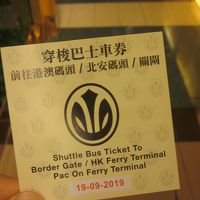 穿梭巴士車券
前往港澳碼頭 / 北安碼頭 / 關閘
Shuttle Bus Ticket To
Border Gate / HK Ferry Terminal
Pac On Ferry Terminal
19-09-2019